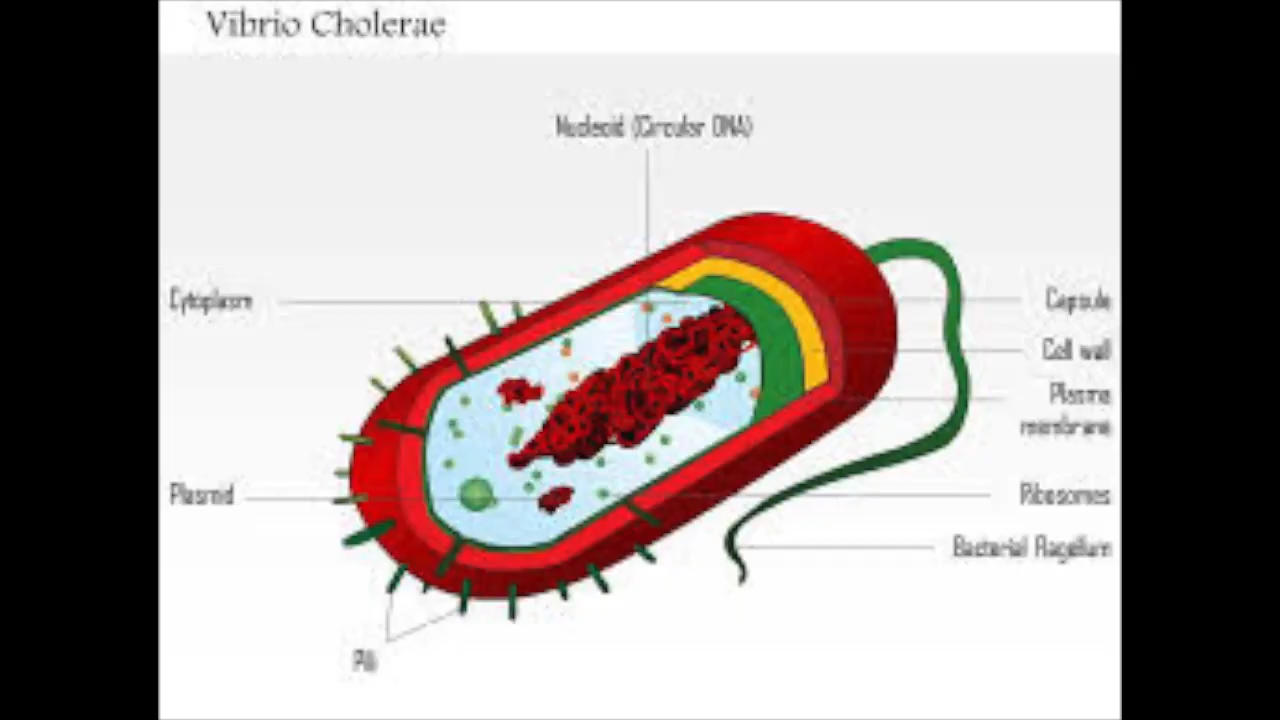 Vibrio Cholerae
Nucleoid (Circular DNA)
Cytoplasm
Capsule
Cell wall
Plasma
membrane
Plasmid
Ribosomes
Bacterial Flagellum
Pili